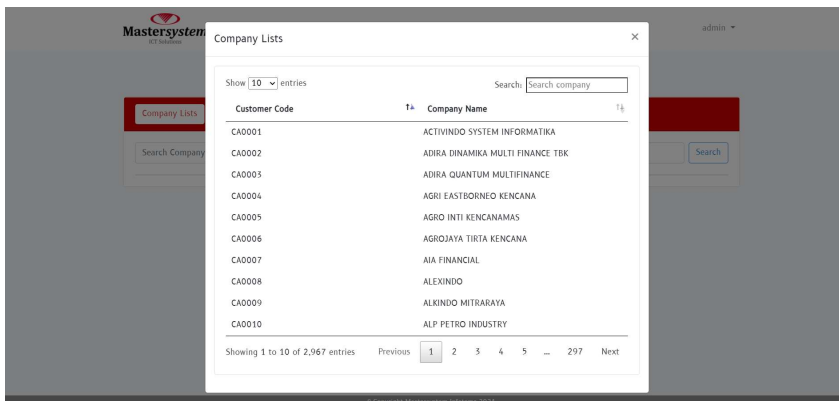 Mastersystem
ICT Solutions
admin
Company Lists
×
Show 10 entries
Search: Search company
Customer Code Company Name
CA0001 ACTIVINDO SYSTEM INFORMATIKA
CA0002 ADIRA DINAMIKA MULTI FINANCE TBK
CA0003 ADIRA QUANTUM MULTIFINANCE
CA0004 AGRI EASTBORNEO KENCANA
CA0005 AGRO INTI KENCANAMAS
CA0006 AGROJAYA TIRTA KENCANA
CA0007 AIA FINANCIAL
CA0008 ALEXINDO
CA0009 ALKINDO MITRARAYA
CA0010 ALP PETRO INDUSTRY
Showing 1 to 10 of 2,967 entries Previous 1 2 3 4 5 ... 297 Next
Company Lists
Search Company
Search